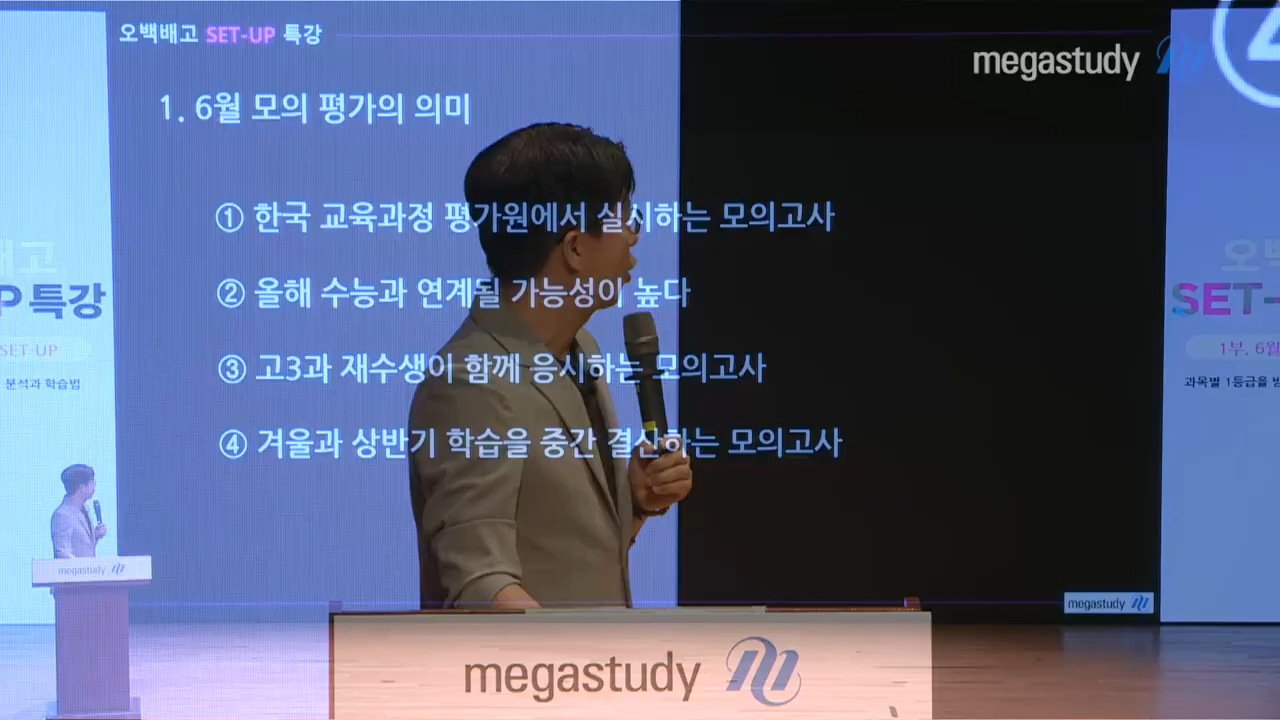 오백배고 SET-UP 특강
megastudy
1. 6월 모의 평가의 의미
① 한국 교육과정 평가원에서 실시하는 모의고사
② 올해 수능과 연계될 가능성이 높다
③ 고3과 재수생이 함께 응시하는 모의고사
④ 겨울과 상반기 학습을 중간 결산하는 모의고사
배고
P 특강
SET-UP
분석과 학습법
megastudy
오백
SET-
1부. 6월
과목별 1등급을
megastudy
megastudy